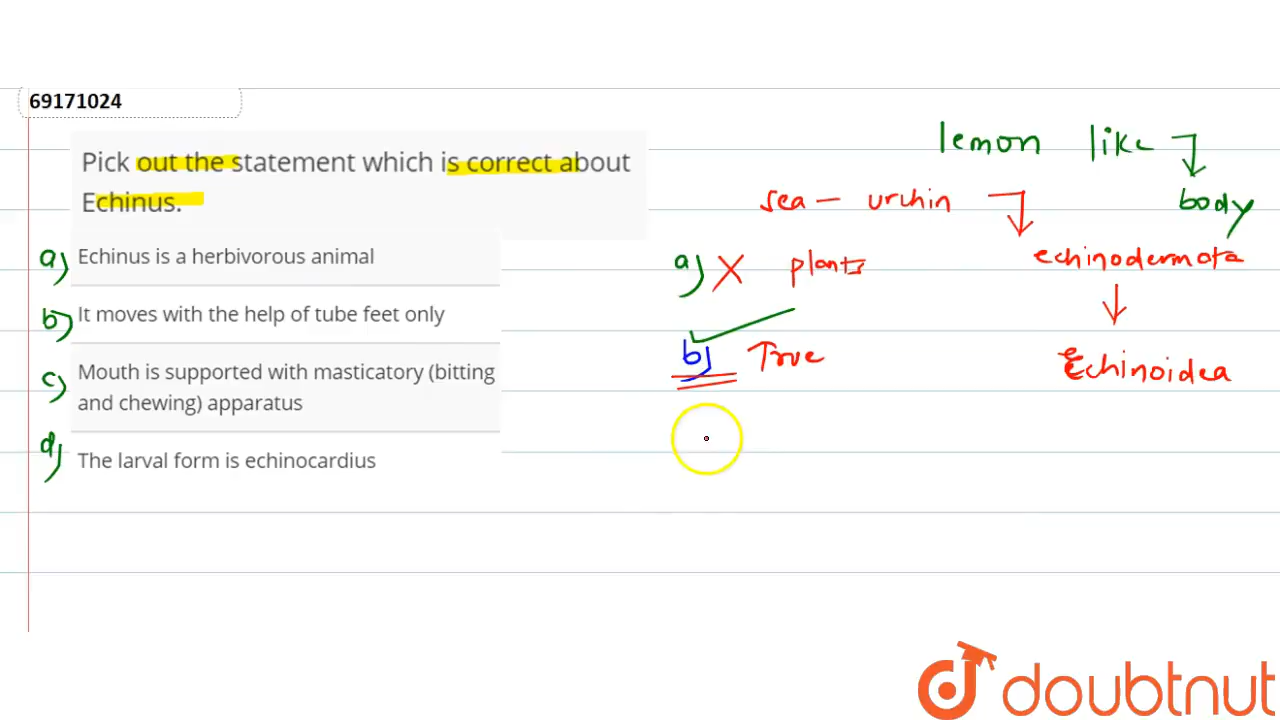 69171024
Pick out the statement which is correct about
Echinus.
a) Echinus is a herbivorous animal
b) It moves with the help of tube feet only
c) Mouth is supported with masticatory (bitting
and chewing) apparatus
d) The larval form is echinocardius
lemon like
body
sea - urchin
echinodermata
Echinoidea
a) X plants
b) True
doubtnut